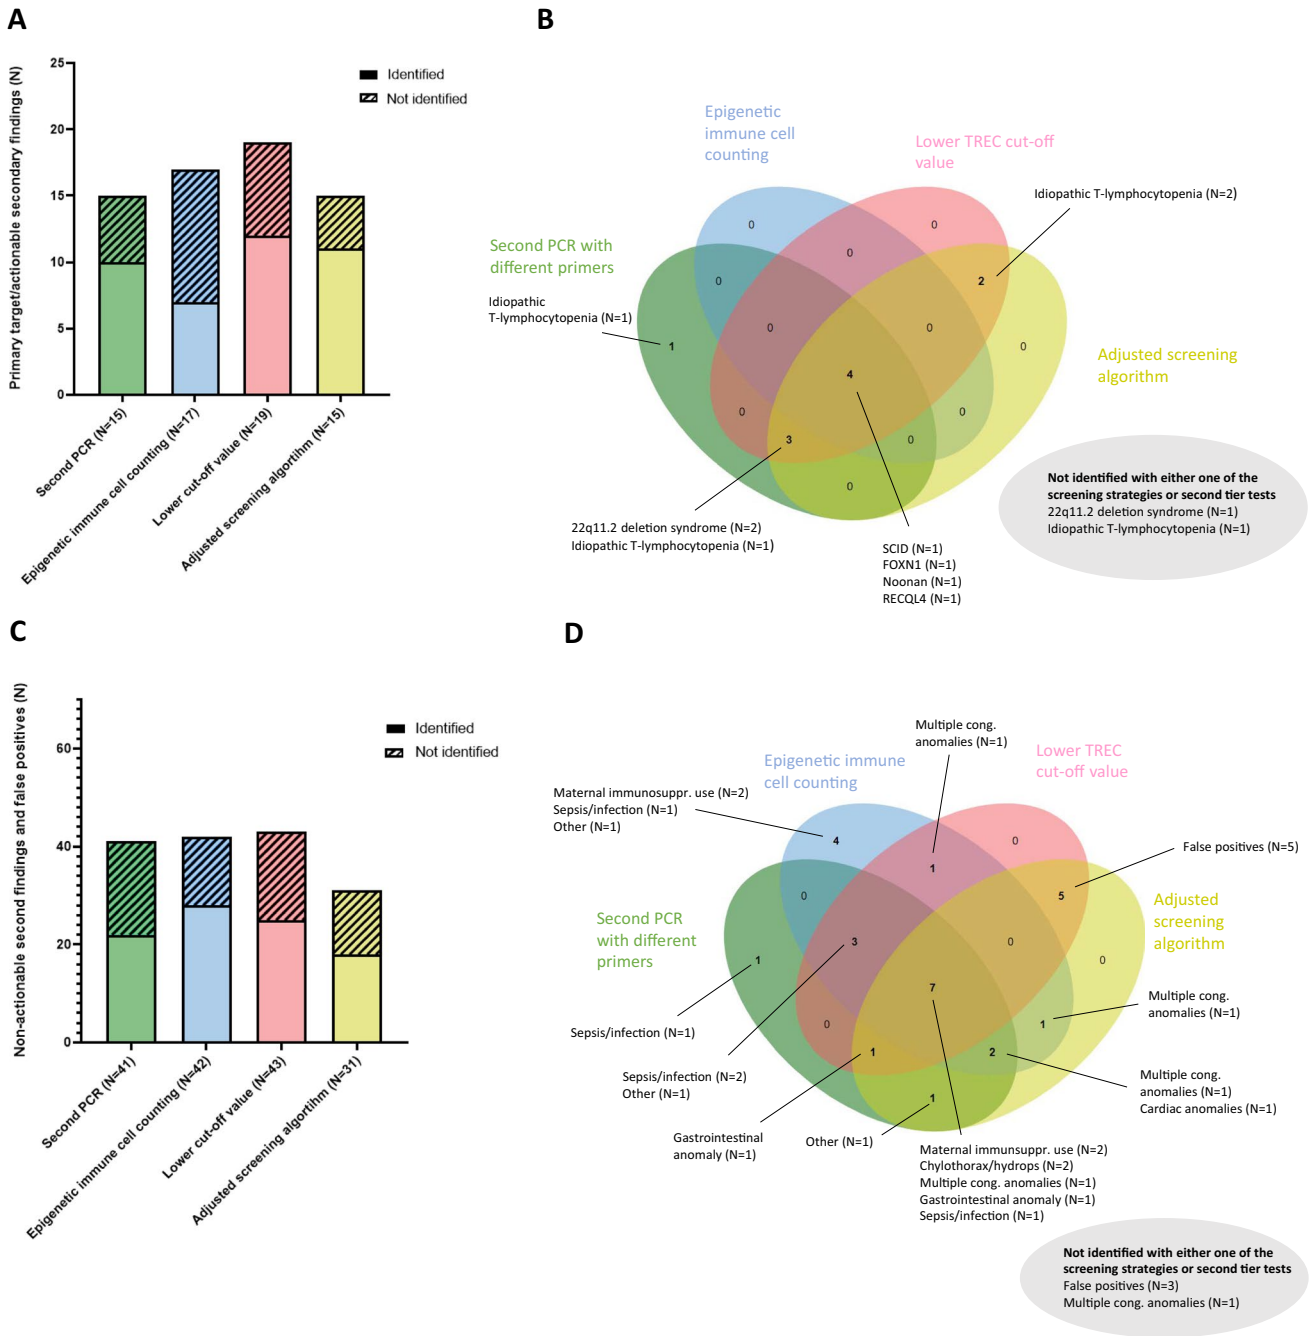 A
Primary target/actionable secondary findings (N)
25
20
15
10
5
0
Identified
Not identified
Second PCR (N=15)
Epigenetic immune cell counting (N=17)
Lower cut-off value (N=19)
Adjusted screening algortihm (N=15)
B
Epigenetic
immune cell
counting
Lower TREC cut-off
value
Second PCR with
different primers
Adjusted screening
algorithm
Idiopathic T-lymphocytopenia (N=2)
Idiopathic
T-lymphocytopenia (N=1)
0
0
0
0
2
0
0
1
0
4
0
0
3
0
0
22q11.2 deletion syndrome (N=2)
Idiopathic T-lymphocytopenia (N=1)
SCID (N=1)
FOXN1 (N=1)
Noonan (N=1)
RECQL4 (N=1)
Not identified with either one of the
screening strategies or second tier tests
22q11.2 deletion syndrome (N=1)
Idiopathic T-lymphocytopenia (N=1)
C
Non-actionable second findings and false positives (N)
60
40
20
0
Identified
Not identified
Second PCR (N=41)
Epigenetic immune cell counting (N=42)
Lower cut-off value (N=43)
Adjusted screening algortihm (N=31)
D
Multiple cong.
anomalies (N=1)
Epigenetic immune
cell counting
Lower TREC
cut-off value
Maternal immunosuppr. use (N=2)
Sepsis/infection (N=1)
Other (N=1)
False positives (N=5)
Second PCR
with different
primers
Adjusted
screening
algorithm
4
0
1
0
5
3
0
1
0
7
0
1
1
2
1
Sepsis/infection (N=1)
Multiple cong.
anomalies (N=1)
Sepsis/infection (N=2)
Other (N=1)
Multiple cong.
anomalies (N=1)
Cardiac anomalies (N=1)
Gastrointestinal
anomaly (N=1)
Other (N=1)
Maternal immunsuppr. use (N=2)
Chylothorax/hydrops (N=2)
Multiple cong. anomalies (N=1)
Gastrointestinal anomaly (N=1)
Sepsis/infection (N=1)
Not identified with either one of the
screening strategies or second tier tests
False positives (N=3)
Multiple cong. anomalies (N=1)